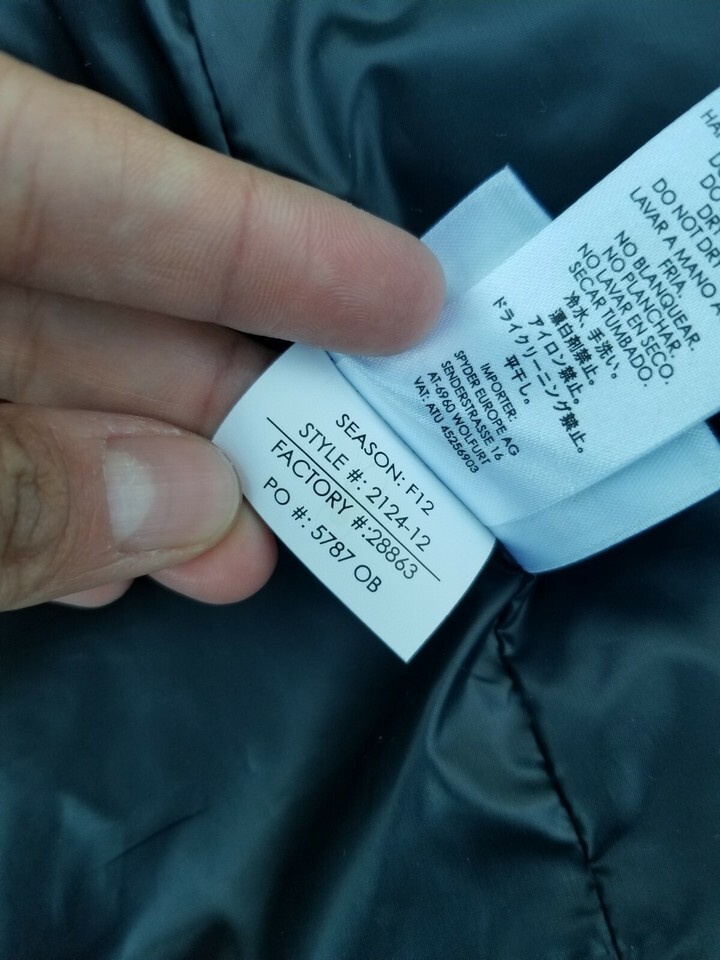 DO NOT DR
LAVAR A MANO
FRIA.
NO BLANQUEAR.
NO PLANCHAR.
NO LAVAR EN SECO.
SECAR TUMBADO.
冷水、手洗い。
漂白剤禁止。
アイロン禁止。
ドライクリーニング禁止。
平干し。
IMPORTER:
SPYDER EUROPE AG
SENDERSTRASSE 16
AT-6960 WOLFURT
VAT: ATU 45256903
SEASON: F12
STYLE #: 2124-12
FACTORY #:28863
PO #: 5787 OB